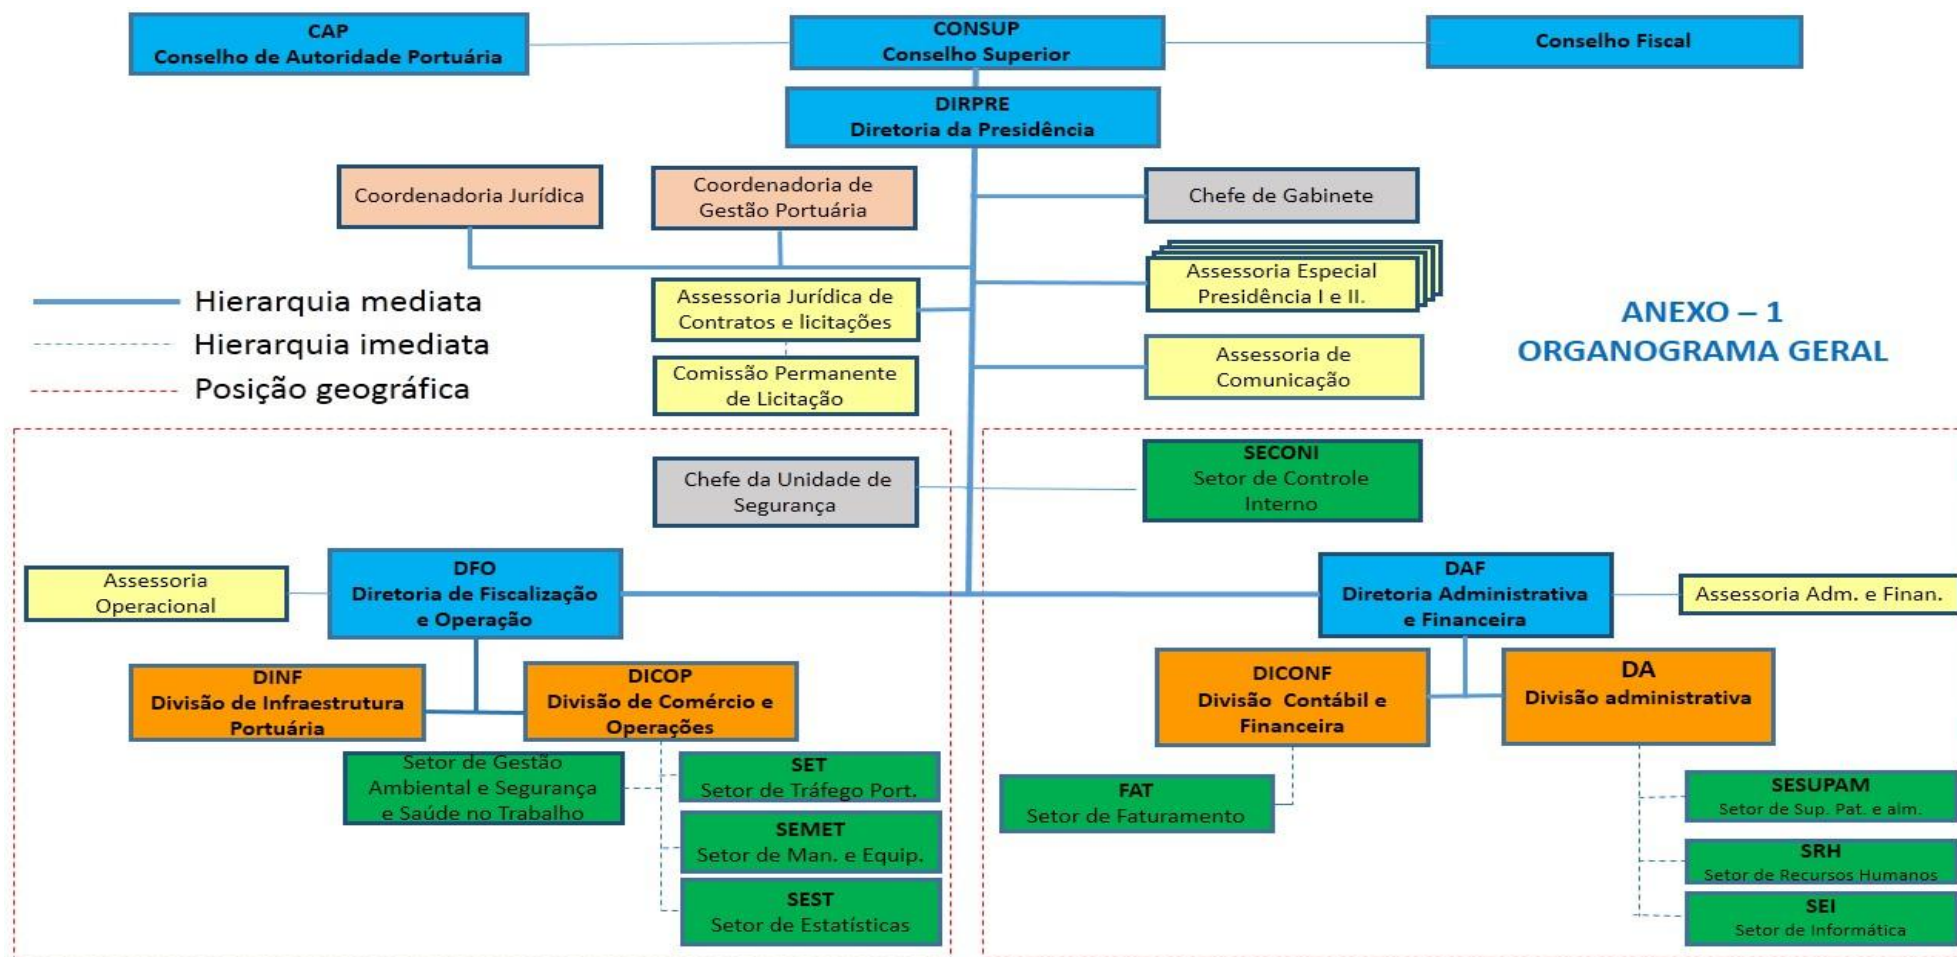 CAP
Conselho de Autoridade Portuária
CONSUP
Conselho Superior
Conselho Fiscal
DIRPRE
Diretoria da Presidência
Coordenadoria Jurídica
Coordenadoria de
Gestão Portuária
Chefe de Gabinete
Assessoria Jurídica de
Contratos e licitações
Assessoria Especial
Presidência I e II.
Hierarquia mediata
Hierarquia imediata
Posição geográfica
ANEXO – 1
ORGANOGRAMA GERAL
Comissão Permanente
de Licitação
Assessoria de
Comunicação
Chefe da Unidade de
Segurança
SECONI
Setor de Controle
Interno
Assessoria
Operacional
DFO
Diretoria de Fiscalização
e Operação
DAF
Diretoria Administrativa
e Financeira
Assessoria Adm. e Finan.
DINF
Divisão de Infraestrutura
Portuária
DICOP
Divisão de Comércio e
Operações
DICONF
Divisão Contábil e
Financeira
DA
Divisão administrativa
Setor de Gestão
Ambiental e Segurança
e Saúde no Trabalho
SET
Setor de Tráfego Port.
SEMET
Setor de Man. e Equip.
SEST
Setor de Estatísticas
FAT
Setor de Faturamento
SESUPAM
Setor de Sup. Pat. e alm.
SRH
Setor de Recursos Humanos
SEI
Setor de Informática